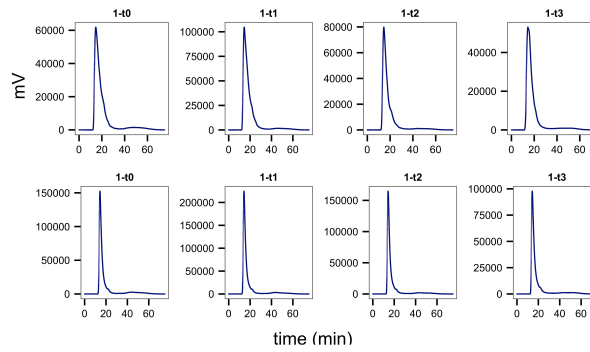 1-t0 1-t1 1-t2 1-t3
60000 100000 80000
40000 75000 60000 40000
50000 40000
20000 25000 20000 20000
0 0 0 0
0 20 40 60 0 20 40 60 0 20 40 60 0 20 40 60
mV
1-t0 1-t1 1-t2 1-t3
150000 200000 150000 100000
100000 150000 100000 75000
100000 50000
50000 50000 50000 25000
0 0 0 0
0 20 40 60 0 20 40 60 0 20 40 60 0 20 40 60
time (min)